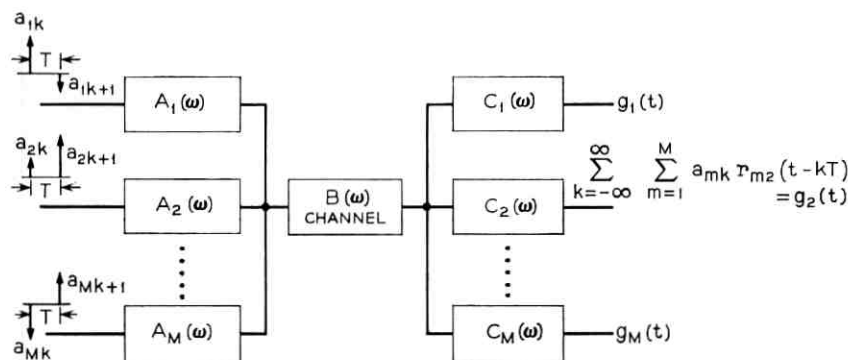 a1k
T
a1k+1
A1(ω)
C1(ω)
g1(t)
a2k
a2k+1
T
A2(ω)
B(ω)
CHANNEL
C2(ω)
∞ M
∑ ∑ amk rm2(t-kT)
k=-∞ m=1
=g2(t)
aMk+1
T
aMk
AM(ω)
CM(ω)
gM(t)